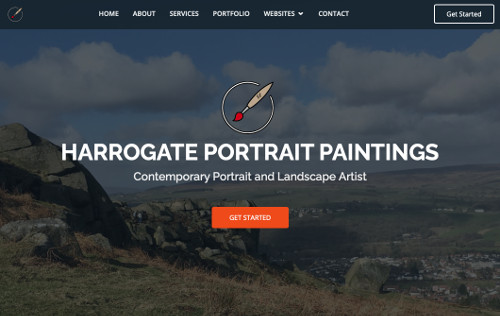 HOME ABOUT SERVICES PORTFOLIO WEBSITES CONTACT Get Started
HARROGATE PORTRAIT PAINTINGS
Contemporary Portrait and Landscape Artist
GET STARTED